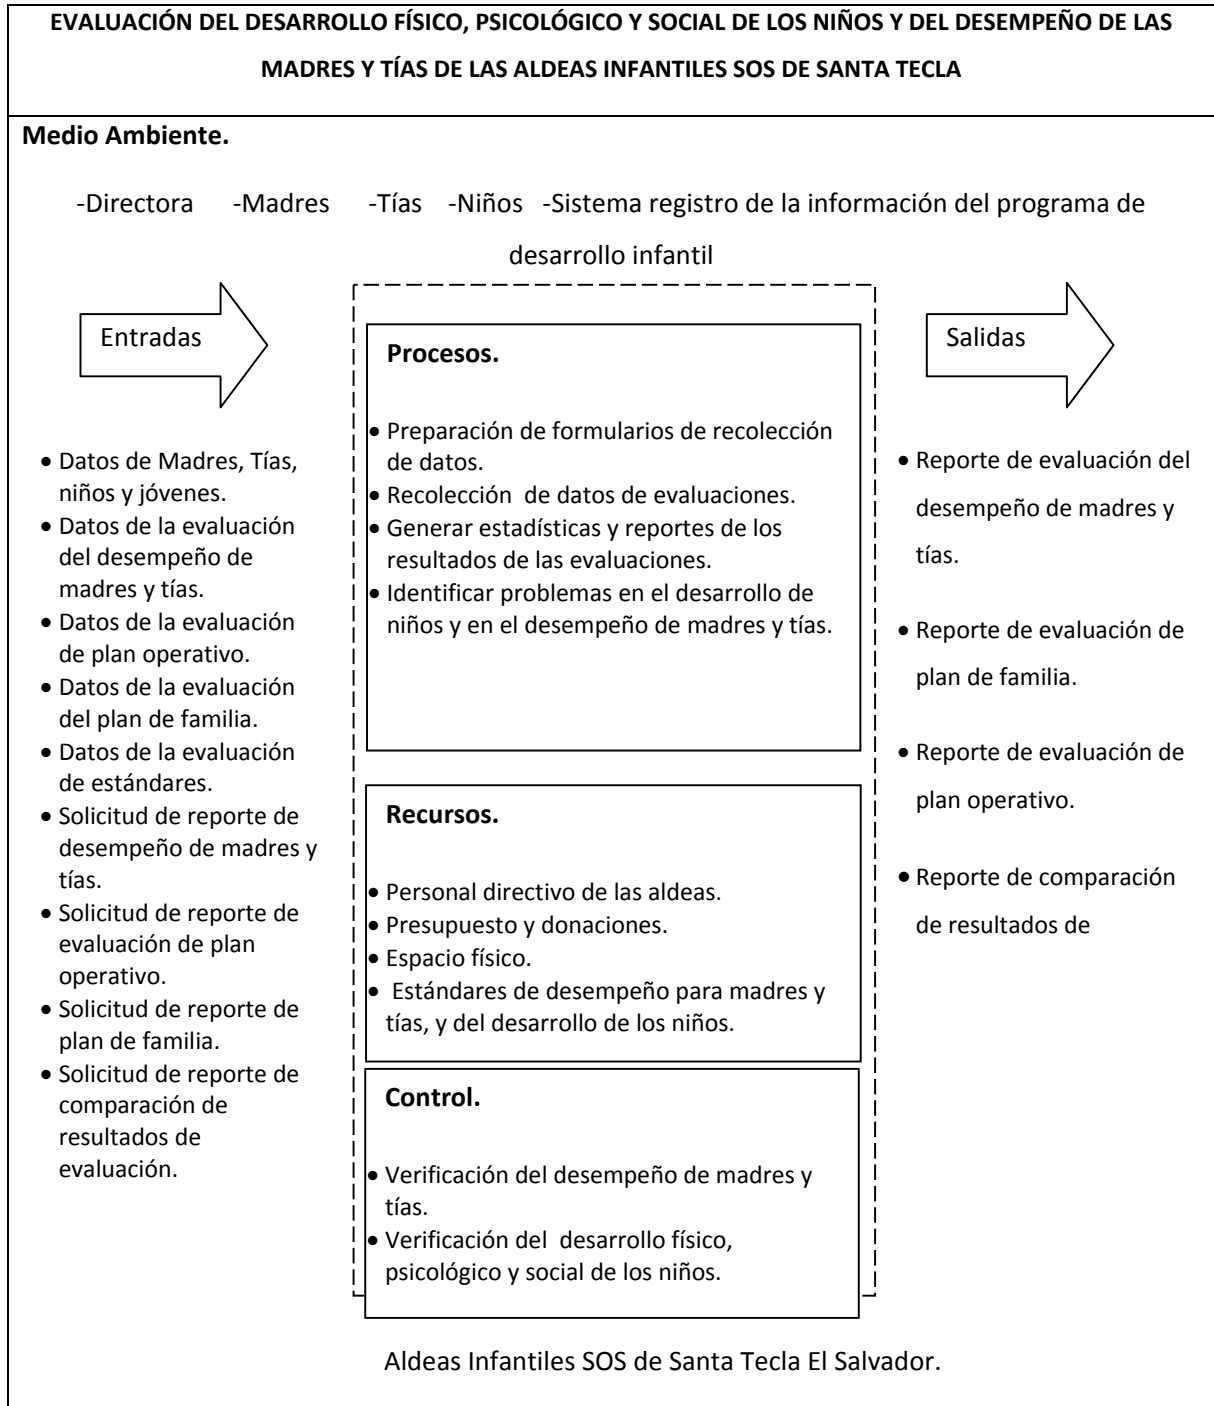 EVALUACIÓN DEL DESARROLLO FÍSICO, PSICOLÓGICO Y SOCIAL DE LOS NIÑOS Y DEL DESEMPEÑO DE LAS
MADRES Y TÍAS DE LAS ALDEAS INFANTILES SOS DE SANTA TECLA
Medio Ambiente.
-Directora -Madres -Tías -Niños -Sistema registro de la información del programa de
desarrollo infantil
Entradas
• Datos de Madres, Tías,
niños y jóvenes.
• Datos de la evaluación
del desempeño de
madres y tías.
• Datos de la evaluación
de plan operativo.
• Datos de la evaluación
del plan de familia.
• Datos de la evaluación
de estándares.
• Solicitud de reporte de
desempeño de madres y
tías.
• Solicitud de reporte de
evaluación de plan
operativo.
• Solicitud de reporte de
plan de familia.
• Solicitud de reporte de
comparación de
resultados de
evaluación.
Procesos.
• Preparación de formularios de recolección
de datos.
• Recolección de datos de evaluaciones.
• Generar estadísticas y reportes de los
resultados de las evaluaciones.
• Identificar problemas en el desarrollo de
niños y en el desempeño de madres y tías.
Recursos.
• Personal directivo de las aldeas.
• Presupuesto y donaciones.
• Espacio físico.
• Estándares de desempeño para madres y
tías, y del desarrollo de los niños.
Control.
• Verificación del desempeño de madres y
tías.
• Verificación del desarrollo físico,
psicológico y social de los niños.
Salidas
• Reporte de evaluación del
desempeño de madres y
tías.
• Reporte de evaluación de
plan de familia.
• Reporte de evaluación de
plan operativo.
• Reporte de comparación
de resultados de
Aldeas Infantiles SOS de Santa Tecla El Salvador.